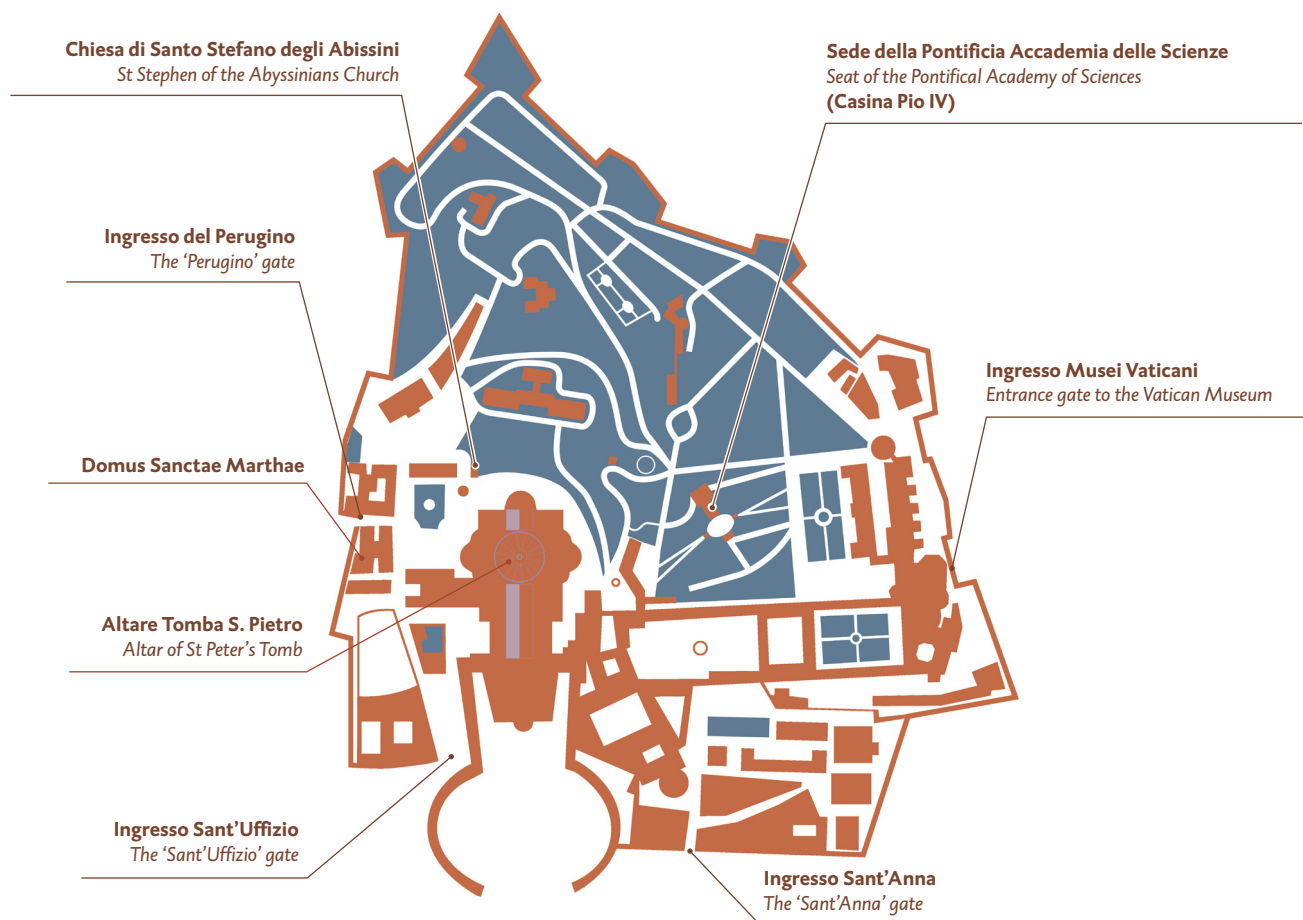 Chiesa di Santo Stefano degli Abissini
St Stephen of the Abyssinians Church
Sede della Pontificia Accademia delle Scienze
Seat of the Pontifical Academy of Sciences
(Casina Pio IV)
Ingresso del Perugino
The ‘Perugino’ gate
Ingresso Musei Vaticani
Entrance gate to the Vatican Museum
Domus Sanctae Marthae
Altare Tomba S. Pietro
Altar of St Peter’s Tomb
Ingresso Sant’Uffizio
The ‘Sant’Uffizio’ gate
Ingresso Sant’Anna
The ‘Sant’Anna’ gate